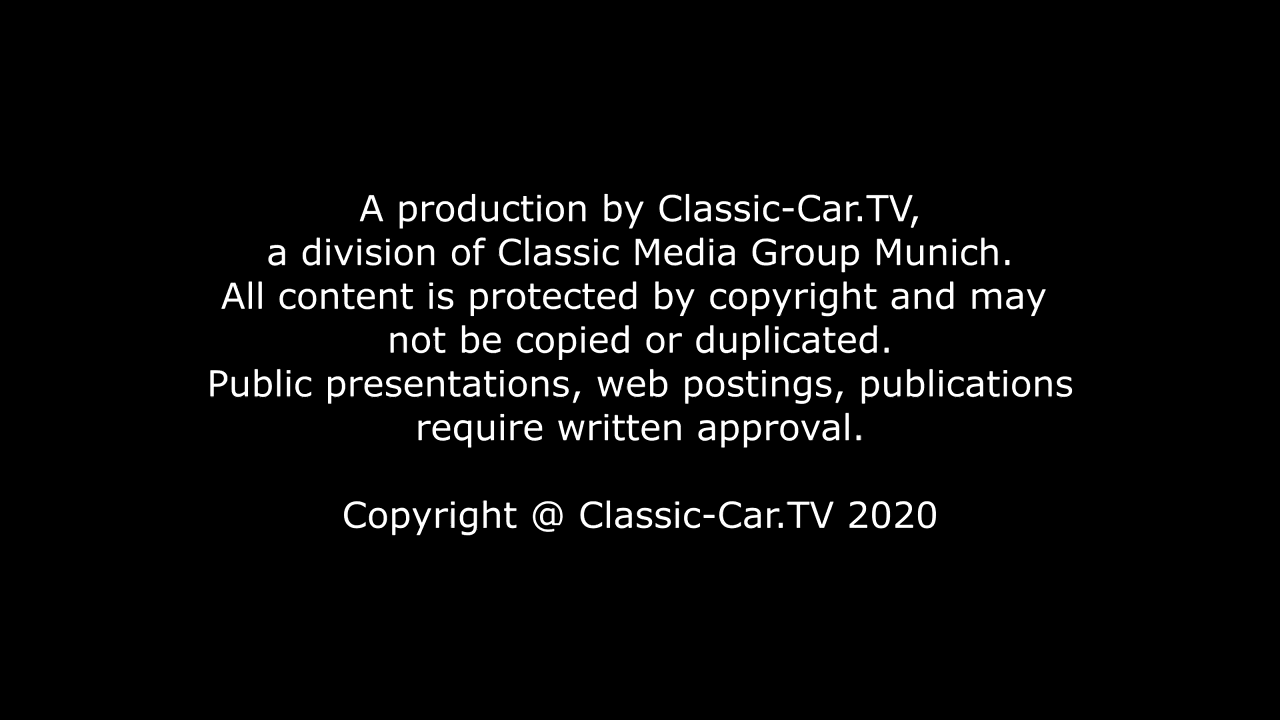 A production by Classic-Car.TV,
a division of Classic Media Group Munich.
All content is protected by copyright and may
not be copied or duplicated.
Public presentations, web postings, publications
require written approval.
Copyright @ Classic-Car.TV 2020